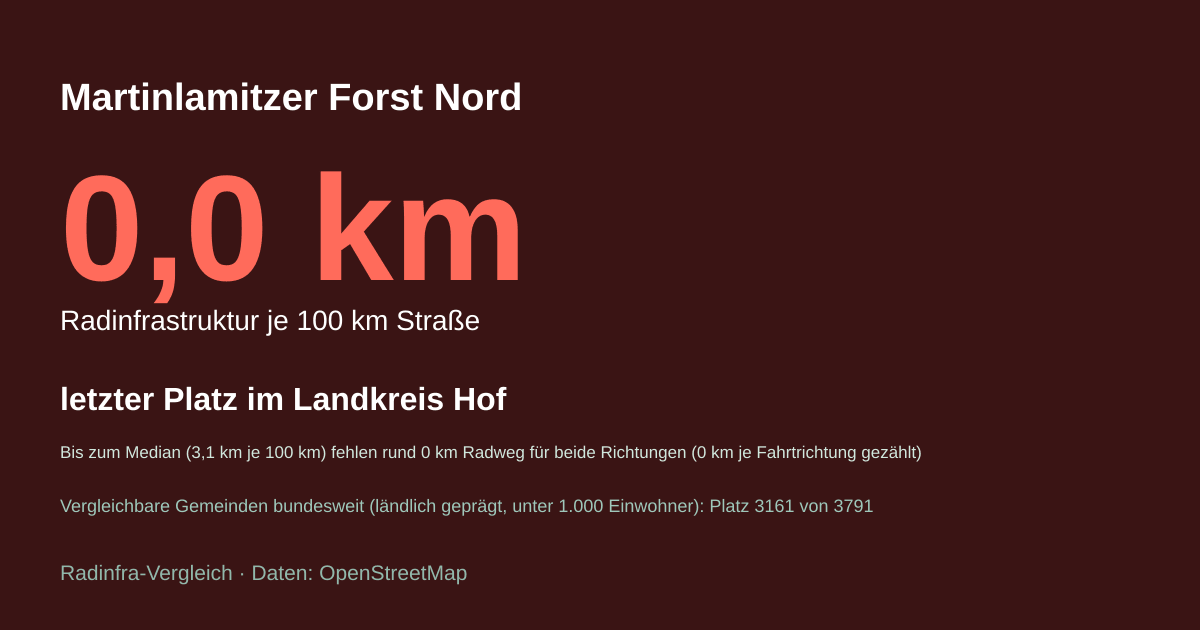 Martinlamitzer Forst Nord
0,0 km
Radinfrastruktur je 100 km Straße
letzter Platz im Landkreis Hof
Bis zum Median (3,1 km je 100 km) fehlen rund 0 km Radweg für beide Richtungen (0 km je Fahrtrichtung gezählt)
Vergleichbare Gemeinden bundesweit (ländlich geprägt, unter 1.000 Einwohner): Platz 3161 von 3791
Radinfra-Vergleich · Daten: OpenStreetMap